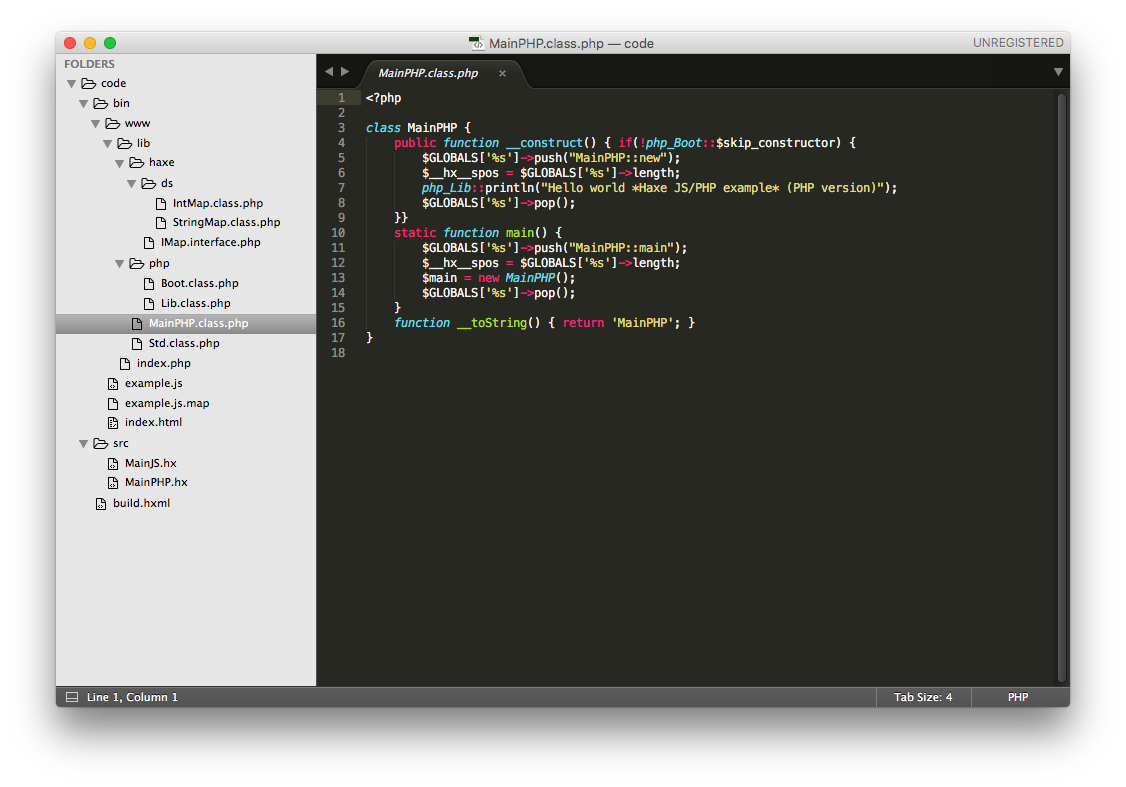 MainPHP.class.php — code
UNREGISTERED
FOLDERS
code
bin
www
lib
haxe
ds
IntMap.class.php
StringMap.class.php
IMap.interface.php
php
Boot.class.php
Lib.class.php
MainPHP.class.php
Std.class.php
index.php
example.js
example.js.map
index.html
src
MainJS.hx
MainPHP.hx
build.hxml
MainPHP.class.php ×
1 <?php
2
3 class MainPHP {
4     public function __construct() { if(!php_Boot::$skip_constructor) {
5         $GLOBALS['%s']->push("MainPHP::new");
6         $__hx__spos = $GLOBALS['%s']->length;
7         php_Lib::println("Hello world *Haxe JS/PHP example* (PHP version)");
8         $GLOBALS['%s']->pop();
9     }}
10     static function main() {
11         $GLOBALS['%s']->push("MainPHP::main");
12         $__hx__spos = $GLOBALS['%s']->length;
13         $main = new MainPHP();
14         $GLOBALS['%s']->pop();
15     }
16     function __toString() { return 'MainPHP'; }
17 }
18
Line 1, Column 1
Tab Size: 4
PHP